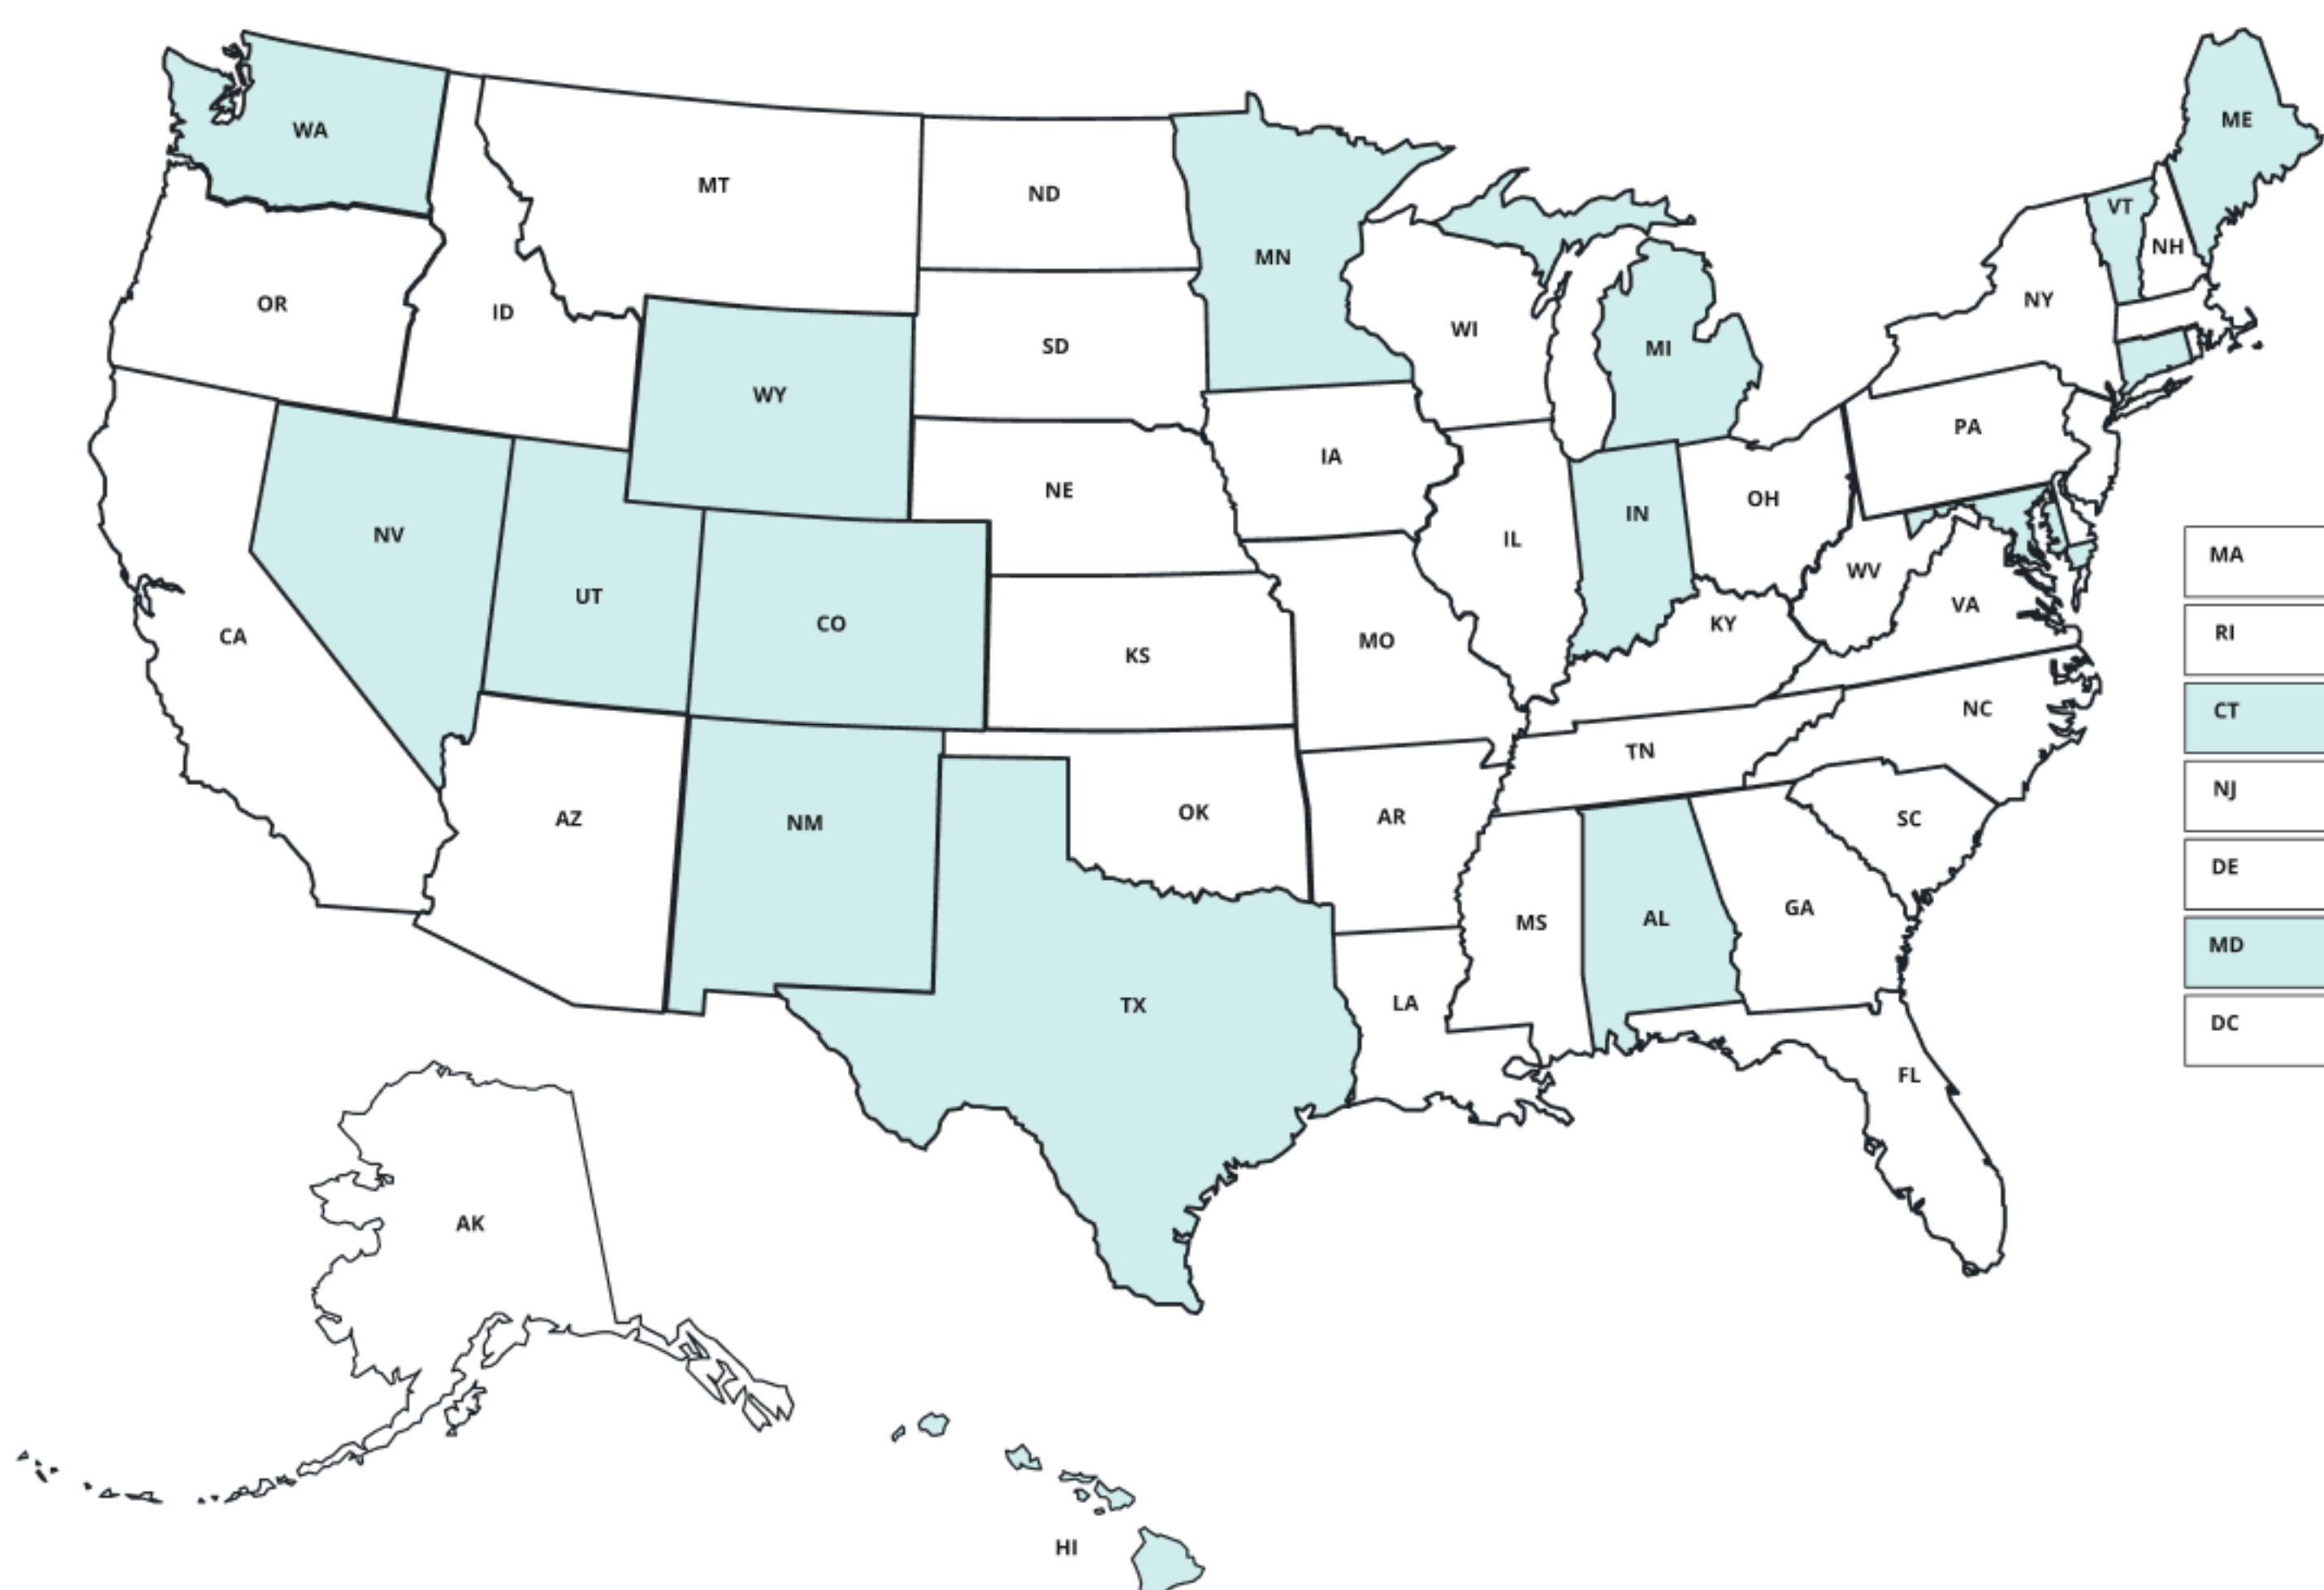 WA
ME
MT
ND
VT
NH
MN
OR
ID
NY
WI
SD
MI
WY
PA
IA
NE
OH
IN
NV
IL
MA
WV
UT
VA
CO
KY
RI
CA
MO
KS
NC
CT
TN
NJ
OK
AR
SC
AZ
NM
DE
GA
AL
MS
MD
LA
TX
DC
FL
AK
HI